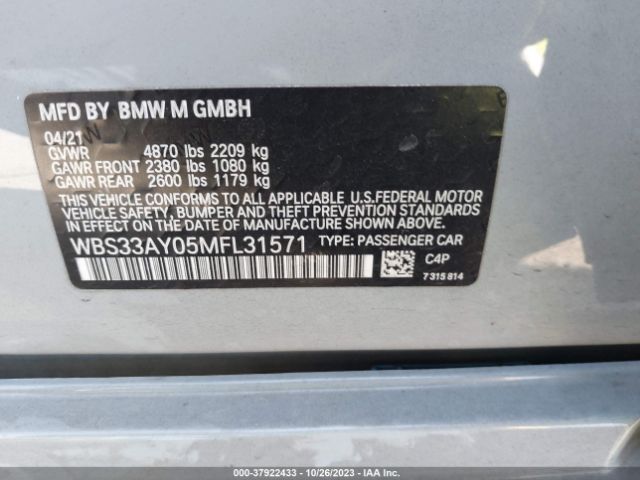 MFD BY BMW M GMBH
04/21
GVWR 4870 lbs 2209 kg
GAWR FRONT 2380 lbs 1080 kg
GAWR REAR 2600 lbs 1179 kg
THIS VEHICLE CONFORMS TO ALL APPLICABLE U.S.FEDERAL MOTOR
VEHICLE SAFETY, BUMPER AND THEFT PREVENTION STANDARDS
IN EFFECT ON THE DATE OF MANUFACTURE SHOWN ABOVE.
WBS33AY05MFL31571 TYPE: PASSENGER CAR
C4P
7315814
000-37922433 - 10/26/2023 - IAA Inc.